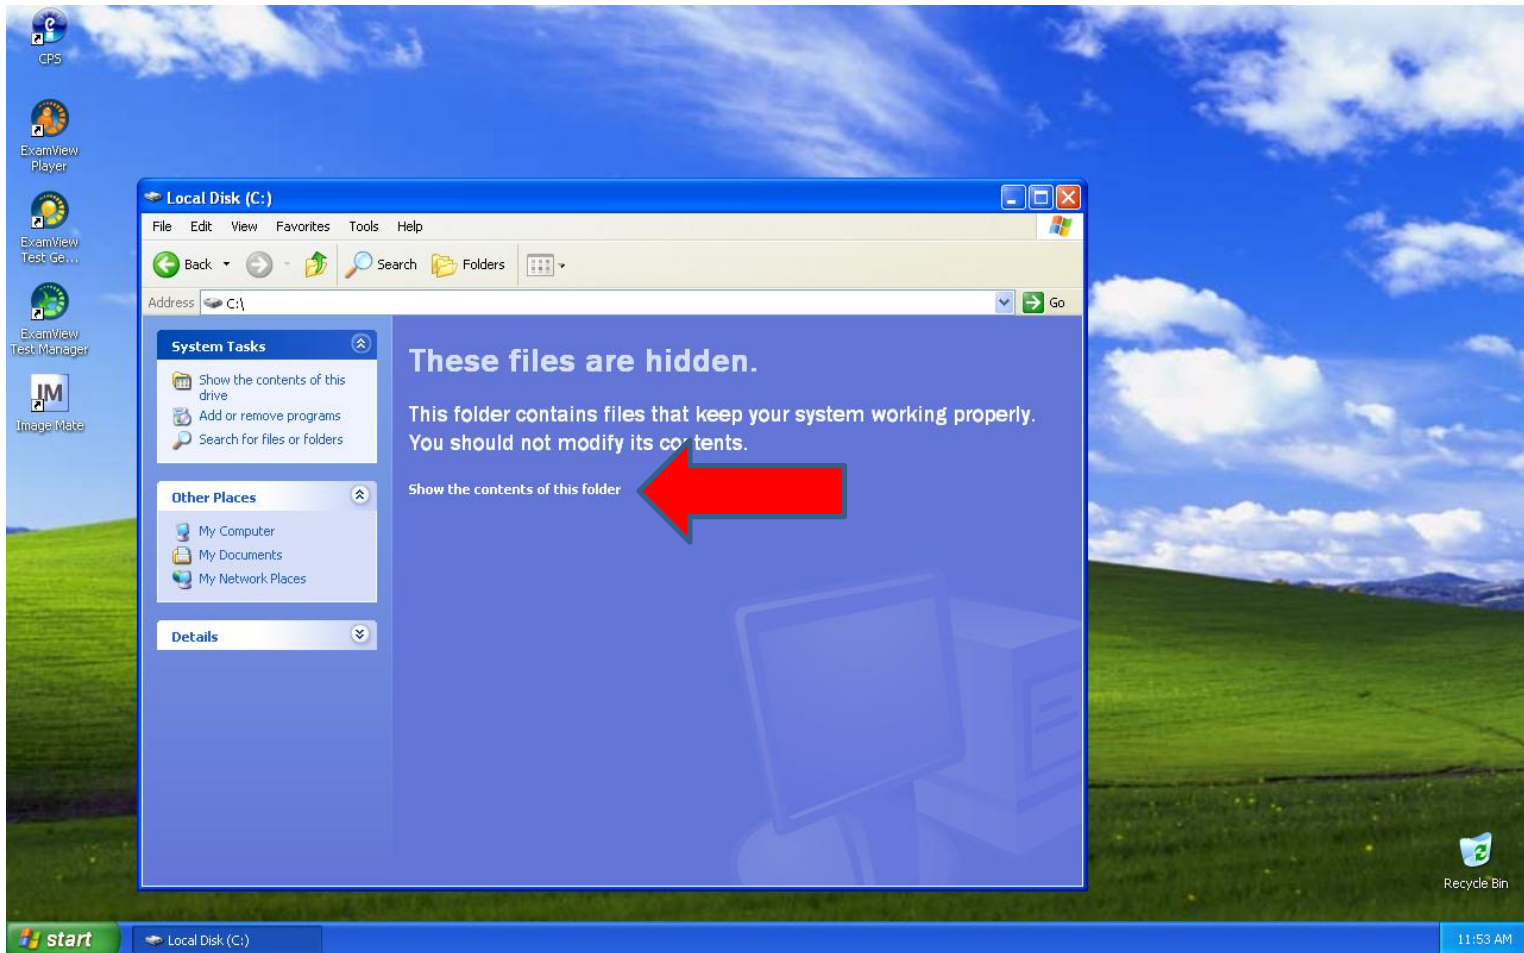 CPS
ExamView
Player
ExamView
Test Ge...
ExamView
Test Manager
IM
Image Mate
Local Disk (C:)
File Edit View Favorites Tools Help
Back Search Folders
Address C:\ Go
System Tasks
Show the contents of this
drive
Add or remove programs
Search for files or folders
Other Places
My Computer
My Documents
My Network Places
Details
These files are hidden.
This folder contains files that keep your system working properly.
You should not modify its contents.
Show the contents of this folder
Recycle Bin
start Local Disk (C:) 11:53 AM